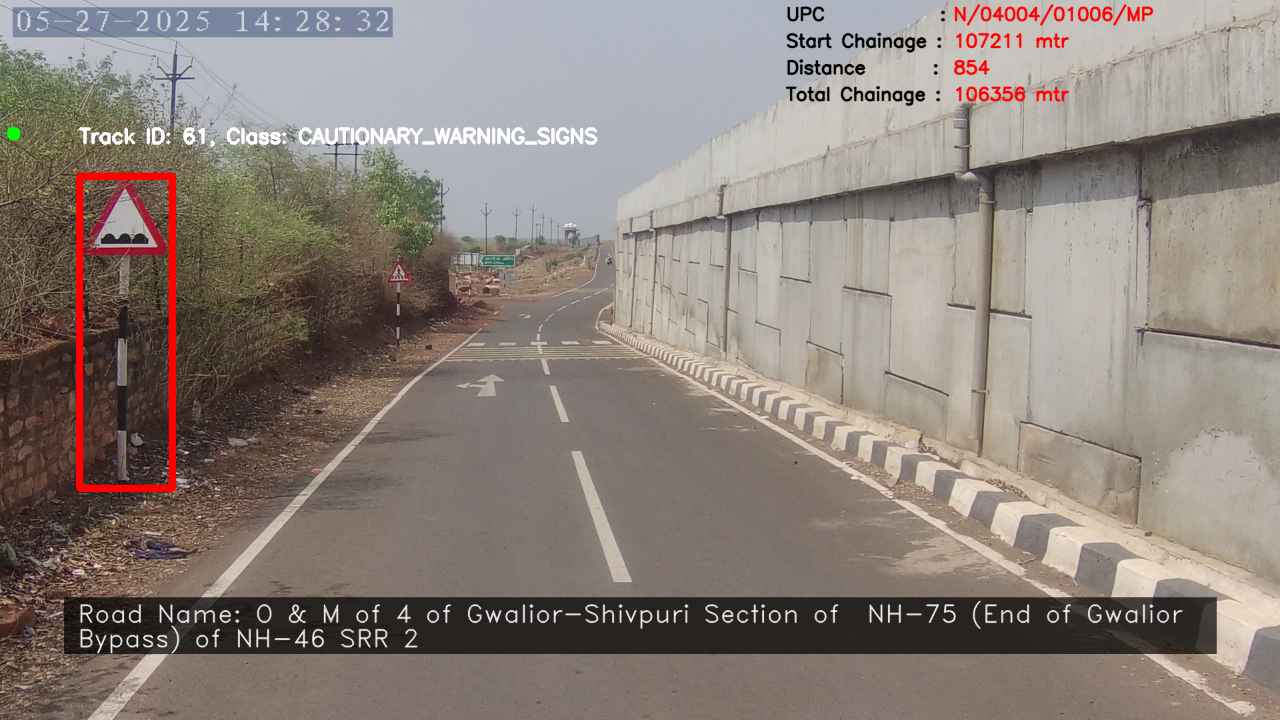 05-27-2025 14:28:32
UPC : N/04004/01006/MP
Start Chainage : 107211 mtr
Distance : 854
Total Chainage : 106356 mtr
Track ID: 61, Class: CAUTIONARY_WARNING_SIGNS
Road Name: O & M of 4 of Gwalior-Shivpuri Section of NH-75 (End of Gwalior
Bypass) of NH-46 SRR 2